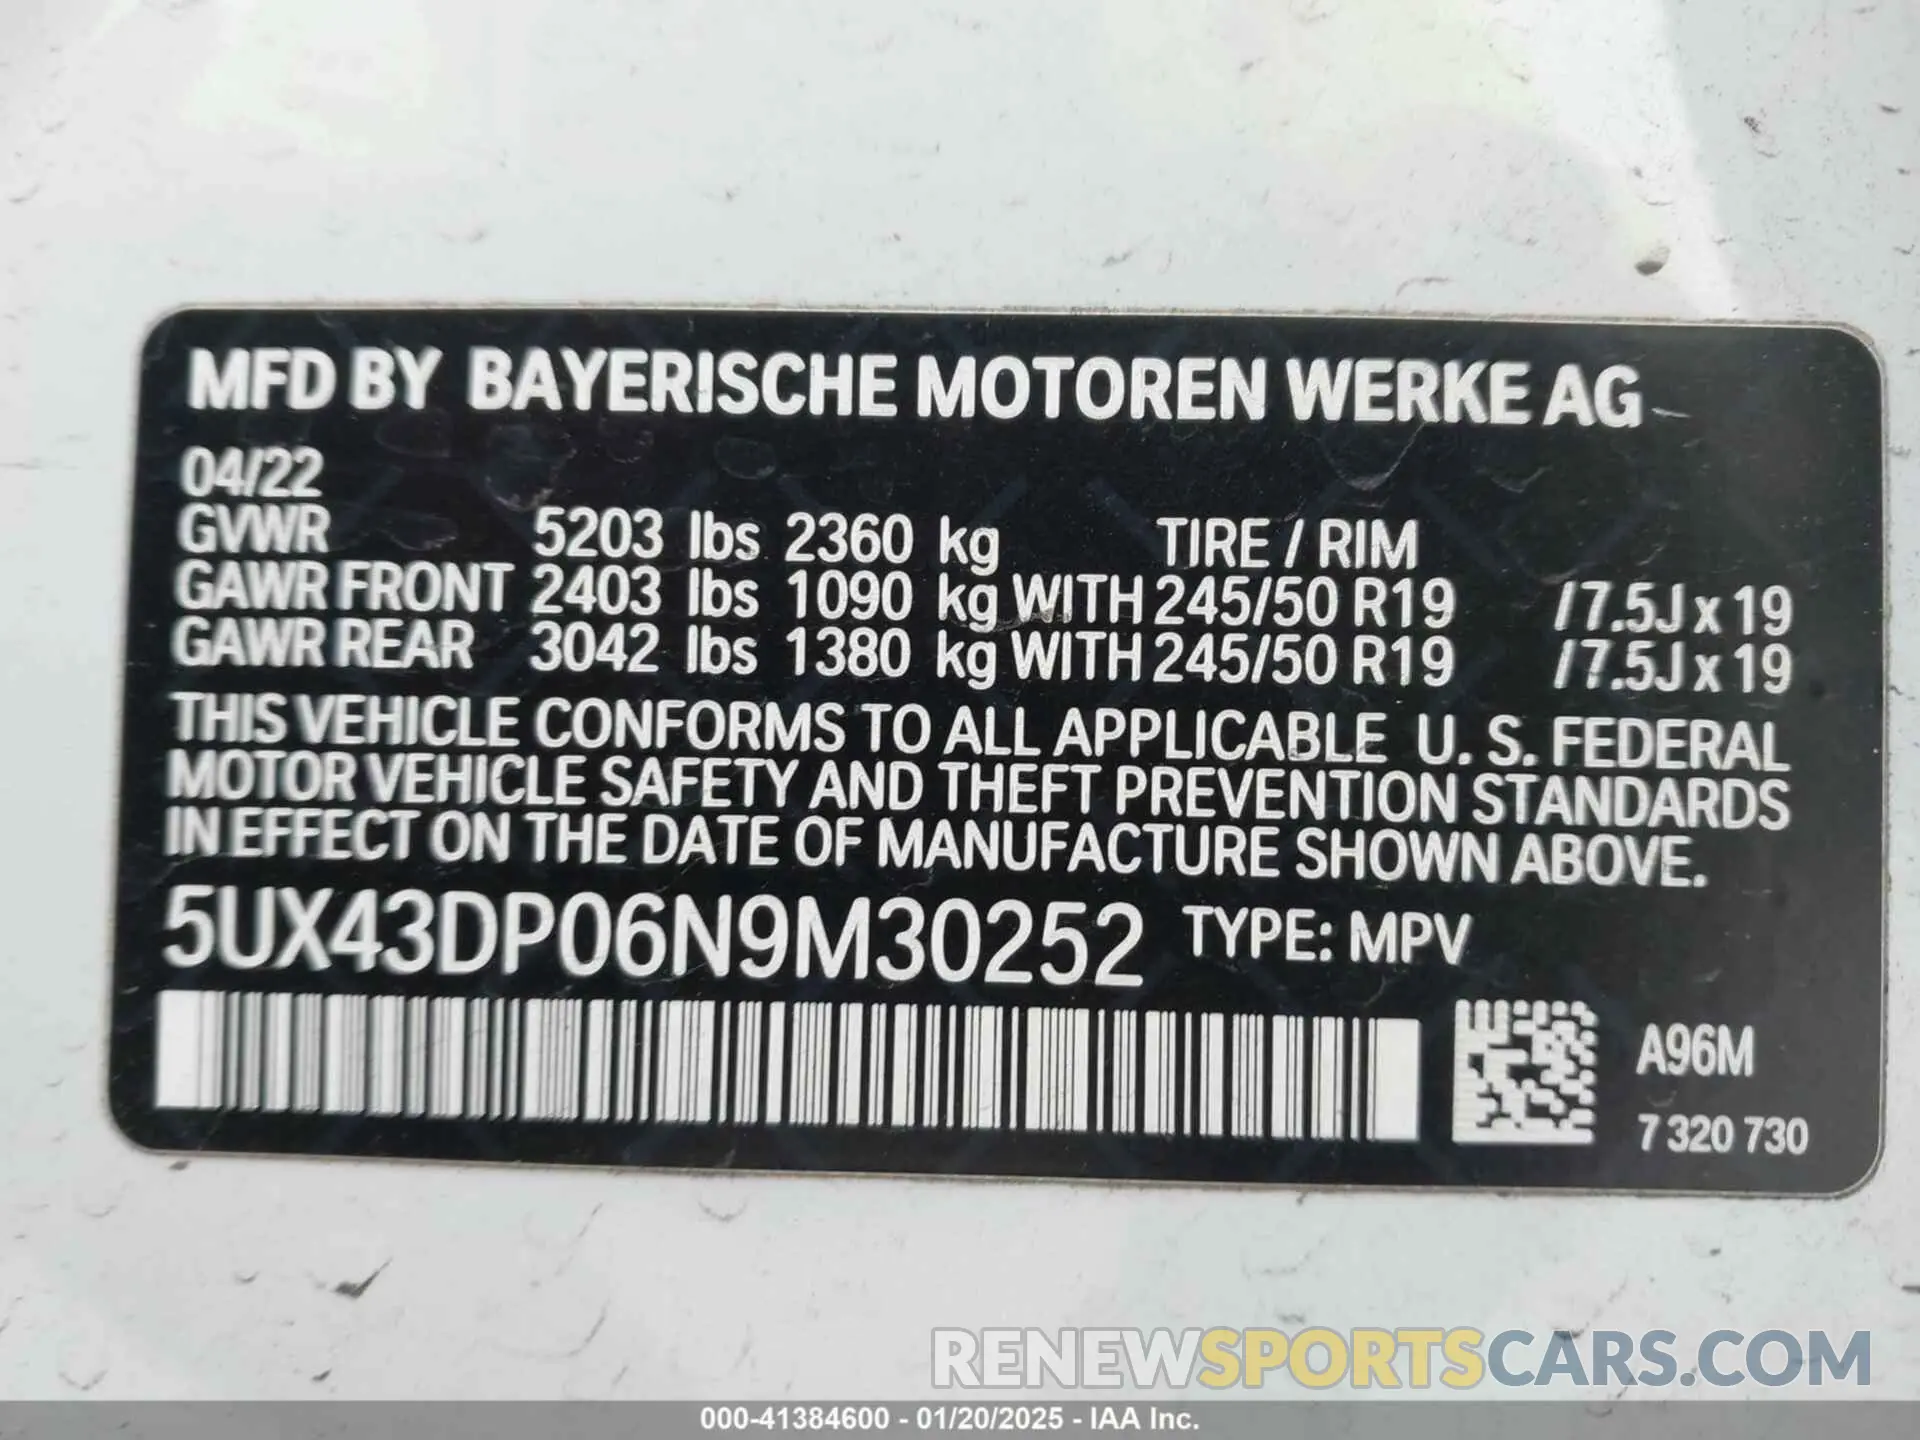 MFD BY BAYERISCHE MOTOREN WERKE AG
04/22
GVWR 5203 lbs 2360 kg TIRE / RIM
GAWR FRONT 2403 lbs 1090 kg WITH 245/50 R19 /7.5J x 19
GAWR REAR 3042 lbs 1380 kg WITH 245/50 R19 /7.5J x 19
THIS VEHICLE CONFORMS TO ALL APPLICABLE U. S. FEDERAL
MOTOR VEHICLE SAFETY AND THEFT PREVENTION STANDARDS
IN EFFECT ON THE DATE OF MANUFACTURE SHOWN ABOVE.
5UX43DP06N9M30252 TYPE: MPV
A96M
7 320 730
RENEWSPORTSCARS.COM
000-41384600 - 01/20/2025 - IAA Inc.